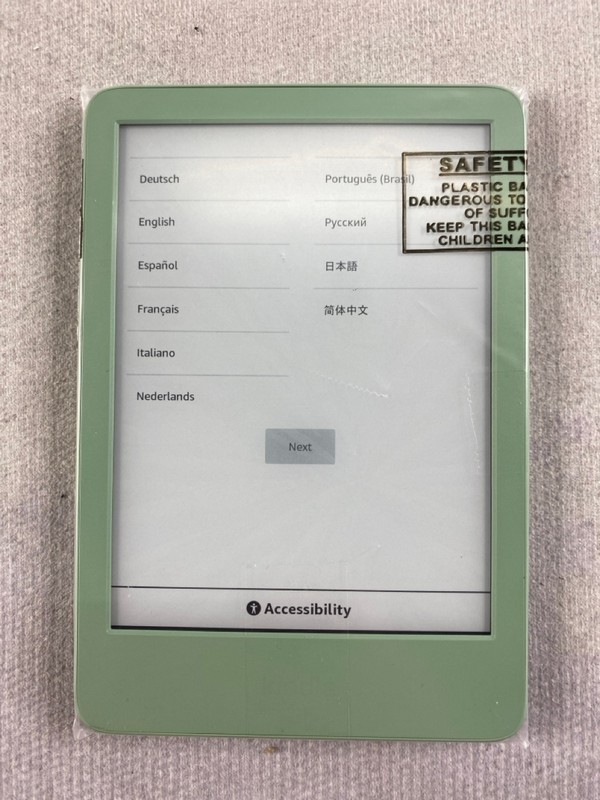 Deutsch
English
Español
Français
Italiano
Nederlands
Português (Brasil)
Русский
日本語
简体中文
Next
Accessibility
SAFETY
PLASTIC BA
DANGEROUS TO
OF SUFF
KEEP THIS BA
CHILDREN A